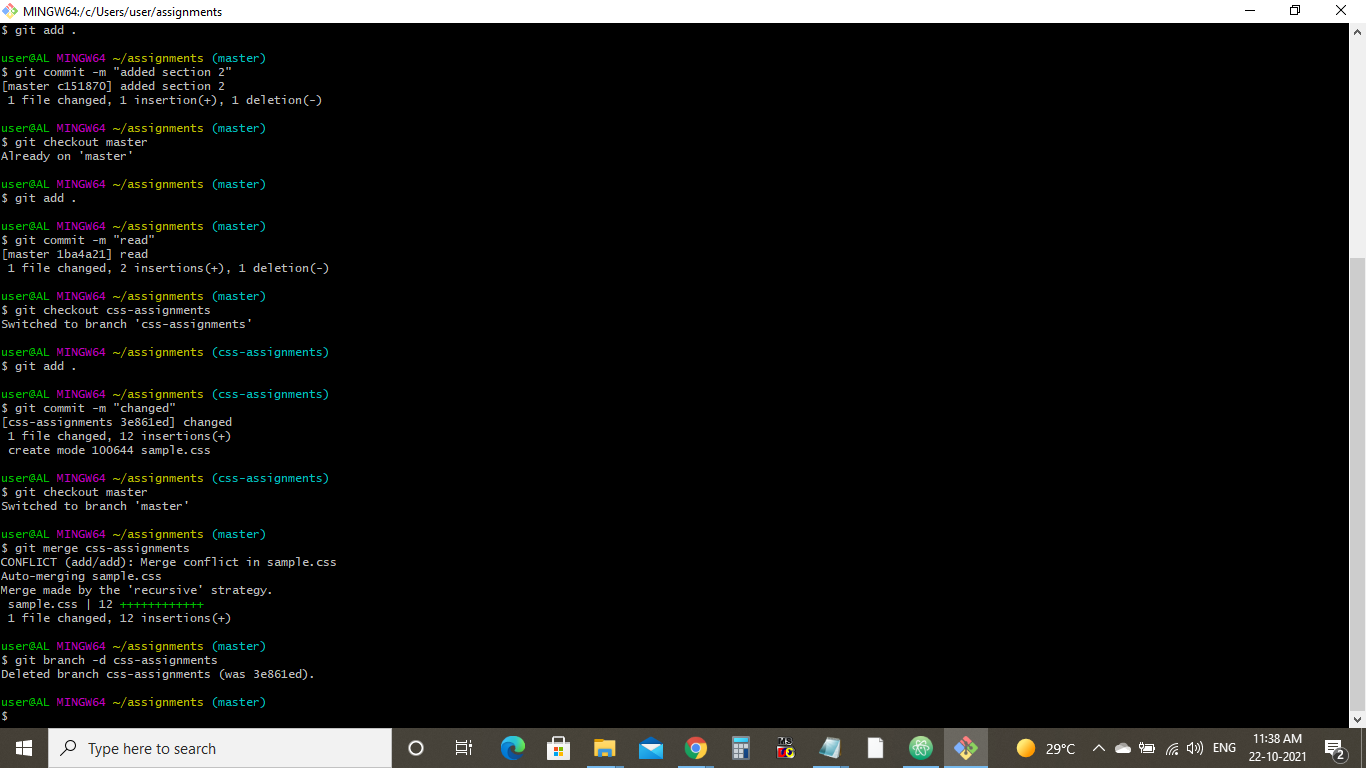 MINGW64:/c/Users/user/assignments
$ git add .
user@AL MINGW64 ~/assignments (master)
$ git commit -m "added section 2"
[master c151870] added section 2
 1 file changed, 1 insertion(+), 1 deletion(-)
user@AL MINGW64 ~/assignments (master)
$ git checkout master
Already on 'master'
user@AL MINGW64 ~/assignments (master)
$ git add .
user@AL MINGW64 ~/assignments (master)
$ git commit -m "read"
[master 1ba4a21] read
 1 file changed, 2 insertions(+), 1 deletion(-)
user@AL MINGW64 ~/assignments (master)
$ git checkout css-assignments
Switched to branch 'css-assignments'
user@AL MINGW64 ~/assignments (css-assignments)
$ git add .
user@AL MINGW64 ~/assignments (css-assignments)
$ git commit -m "changed"
[css-assignments 3e861ed] changed
 1 file changed, 12 insertions(+)
 create mode 100644 sample.css
user@AL MINGW64 ~/assignments (css-assignments)
$ git checkout master
Switched to branch 'master'
user@AL MINGW64 ~/assignments (master)
$ git merge css-assignments
CONFLICT (add/add): Merge conflict in sample.css
Auto-merging sample.css
Merge made by the 'recursive' strategy.
 sample.css | 12 ++++++++++++
 1 file changed, 12 insertions(+)
user@AL MINGW64 ~/assignments (master)
$ git branch -d css-assignments
Deleted branch css-assignments (was 3e861ed).
user@AL MINGW64 ~/assignments (master)
$
Type here to search
29°C
ENG
11:38 AM
22-10-2021
2